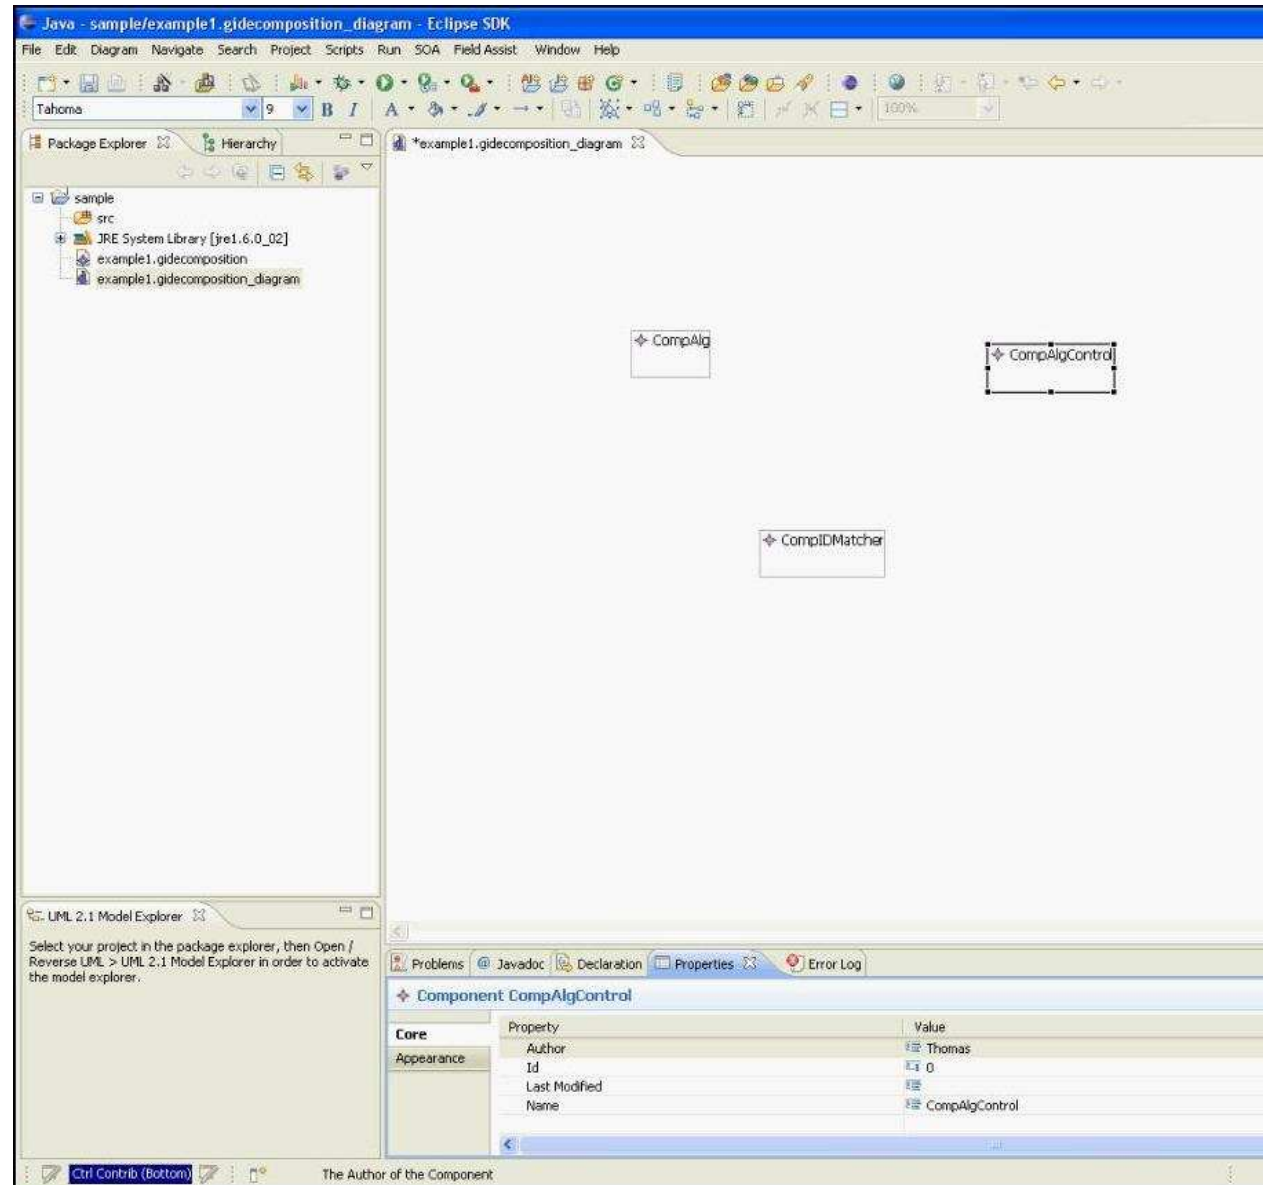 Java - sample/example1.gidecomposition_diagram - Eclipse SDK
File Edit Diagram Navigate Search Project Scripts Run SOA Field Assist Window Help
Tahoma 9 B I A 100%
Package Explorer Hierarchy
*example1.gidecomposition_diagram
sample
src
JRE System Library [jre1.6.0_02]
example1.gidecomposition
example1.gidecomposition_diagram
CompAlg
CompAlgControl
CompIDMatcher
UML 2.1 Model Explorer
Select your project in the package explorer, then Open /
Reverse UML > UML 2.1 Model Explorer in order to activate
the model explorer.
Problems @ Javadoc Declaration Properties Error Log
Component CompAlgControl
Core
Appearance
Property Value
Author Thomas
Id 0
Last Modified
Name CompAlgControl
Ctrl Contrib (Bottom)
The Author of the Component